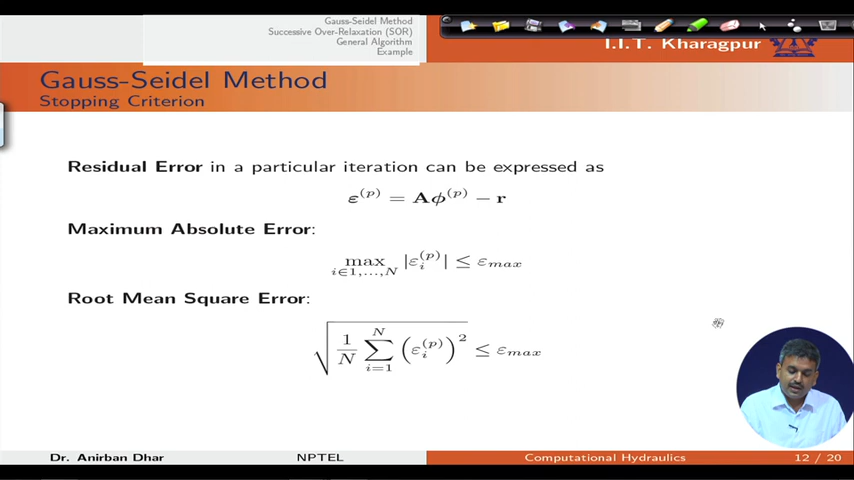 Gauss-Seidel Method
Successive Over-Relaxation (SOR)
General Algorithm
Example
I.I.T. Kharagpur
Gauss-Seidel Method
Stopping Criterion
Residual Error in a particular iteration can be expressed as
ε^(p) = Aϕ^(p) − r
Maximum Absolute Error:
max_{i∈1,...,N} |ε_i^(p)| ≤ ε_max
Root Mean Square Error:
√(1/N ∑_{i=1}^{N} (ε_i^(p))^2) ≤ ε_max
Dr. Anirban Dhar NPTEL Computational Hydraulics 12 / 20